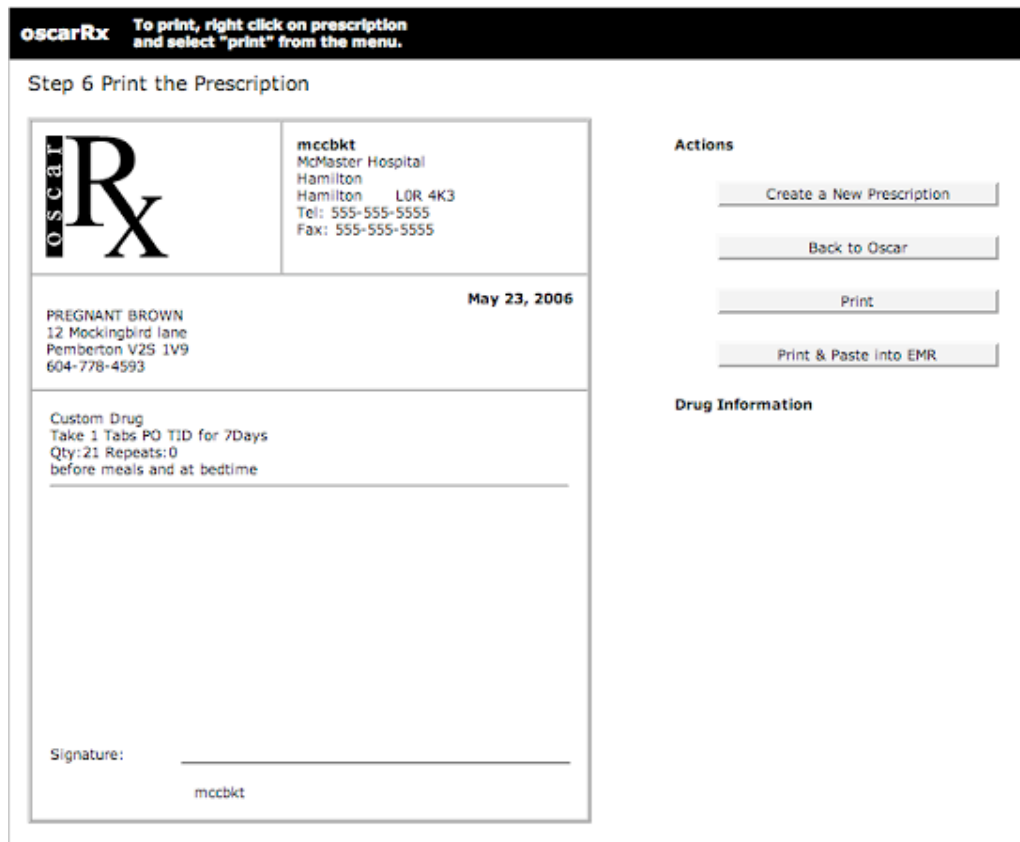 oscarRx
To print, right click on prescription
and select "print" from the menu.
Step 6 Print the Prescription
oscar
Rx
mccbkt
McMaster Hospital
Hamilton
Hamilton L0R 4K3
Tel: 555-555-5555
Fax: 555-555-5555
May 23, 2006
PREGNANT BROWN
12 Mockingbird lane
Pemberton V2S 1V9
604-778-4593
Custom Drug
Take 1 Tabs PO TID for 7Days
Qty:21 Repeats:0
before meals and at bedtime
Signature:
mccbkt
Actions
Create a New Prescription
Back to Oscar
Print
Print & Paste into EMR
Drug Information